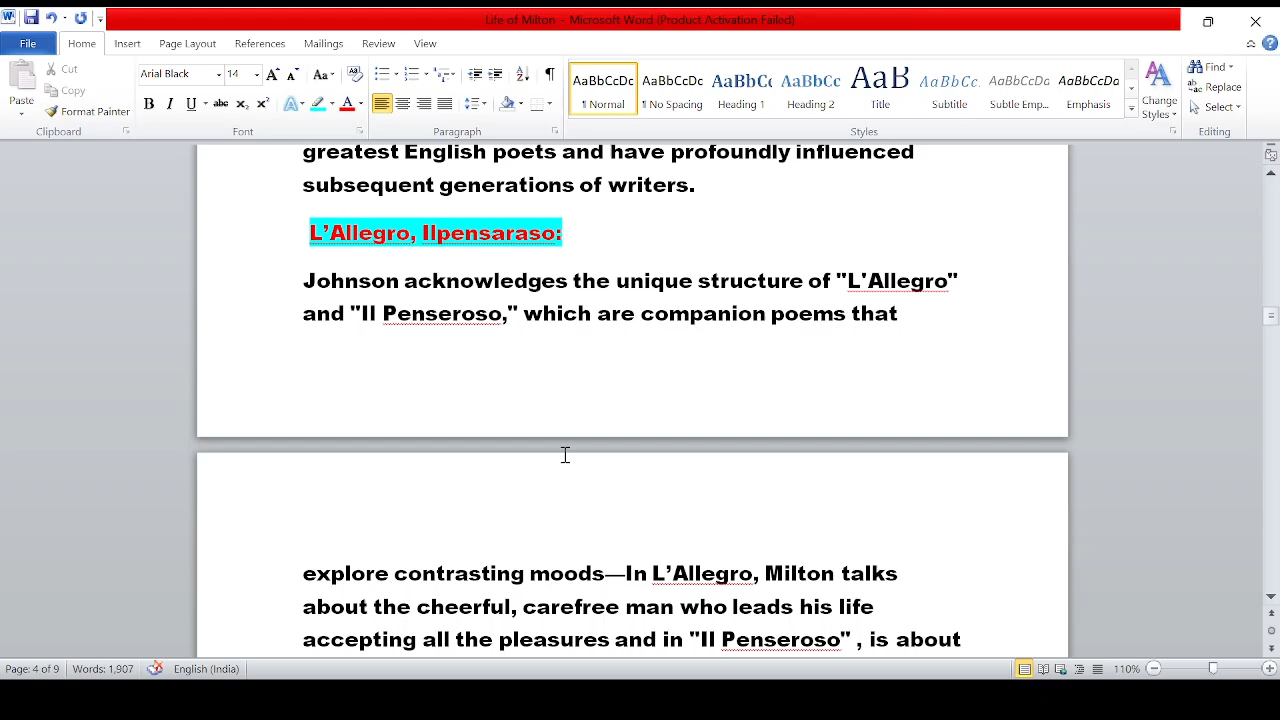 Life of Milton - Microsoft Word (Product Activation Failed)
File Home Insert Page Layout References Mailings Review View
Paste
Cut
Copy
Format Painter
Clipboard
Arial Black 14
Font
Paragraph
AaBbCcDc AaBbCcDc AaBbCc AaBbCc AaB AaBbCc. AaBbCcDc AaBbCcDc
¶ Normal ¶ No Spacing Heading 1 Heading 2 Title Subtitle Subtle Em... Emphasis
Change Styles
Styles
Find
Replace
Select
Editing
greatest English poets and have profoundly influenced
subsequent generations of writers.
L’Allegro, Ilpensaraso:
Johnson acknowledges the unique structure of "L'Allegro"
and "Il Penseroso," which are companion poems that
explore contrasting moods—In L’Allegro, Milton talks
about the cheerful, carefree man who leads his life
accepting all the pleasures and in "Il Penseroso" , is about
Page: 4 of 9 Words: 1,907 English (India) 110%